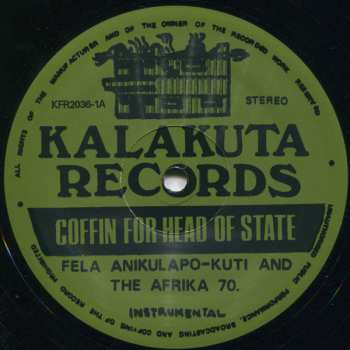 ALL RIGHTS OF THE MANUFACTURER AND OF THE OWNER OF THE RECORDED WORK RESERVED
UNAUTHORISED PUBLIC PERFORMANCE, BROADCASTING AND COPYING OF THE RECORD PROHIBITED
KFR2036-1A
STEREO
KALAKUTA
RECORDS
COFFIN FOR HEAD OF STATE
FELA ANIKULAPO-KUTI AND
THE AFRIKA 70.
INSTRUMENTAL